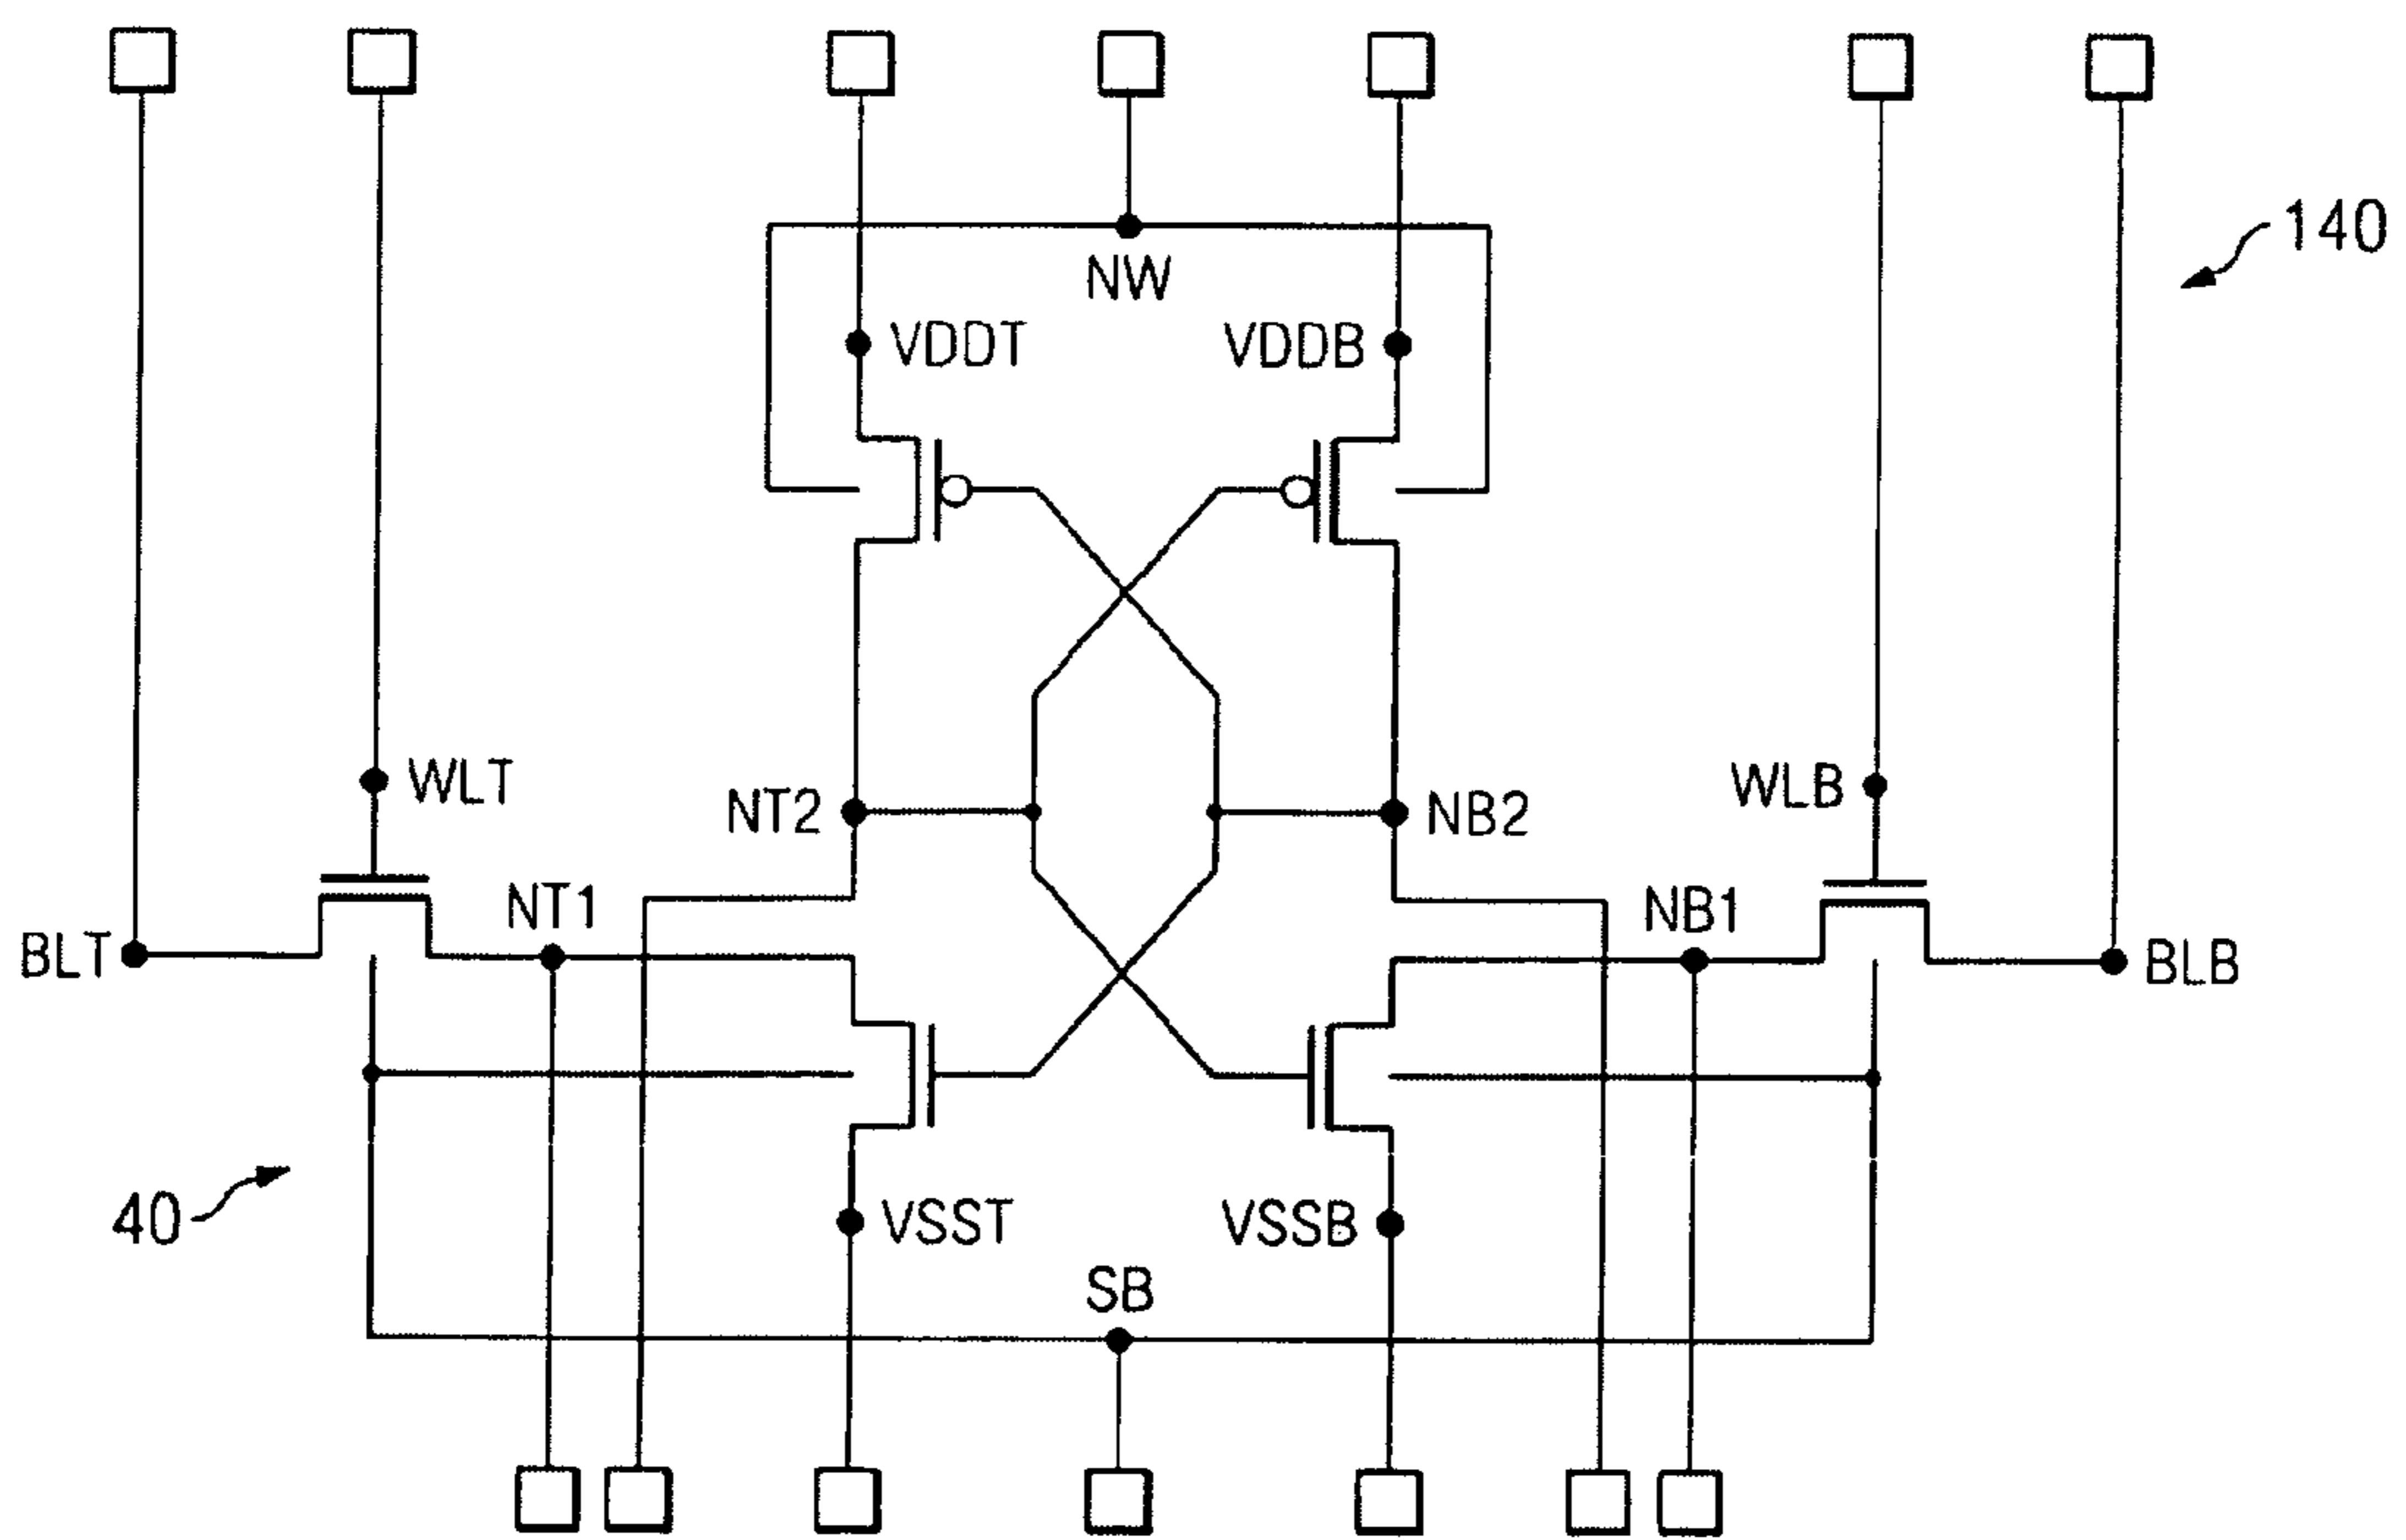 140
NW
VDDT
VDDB
WLT
WLB
NT2
NB2
NT1
NB1
BLT
BLB
40
VSST
VSSB
SB